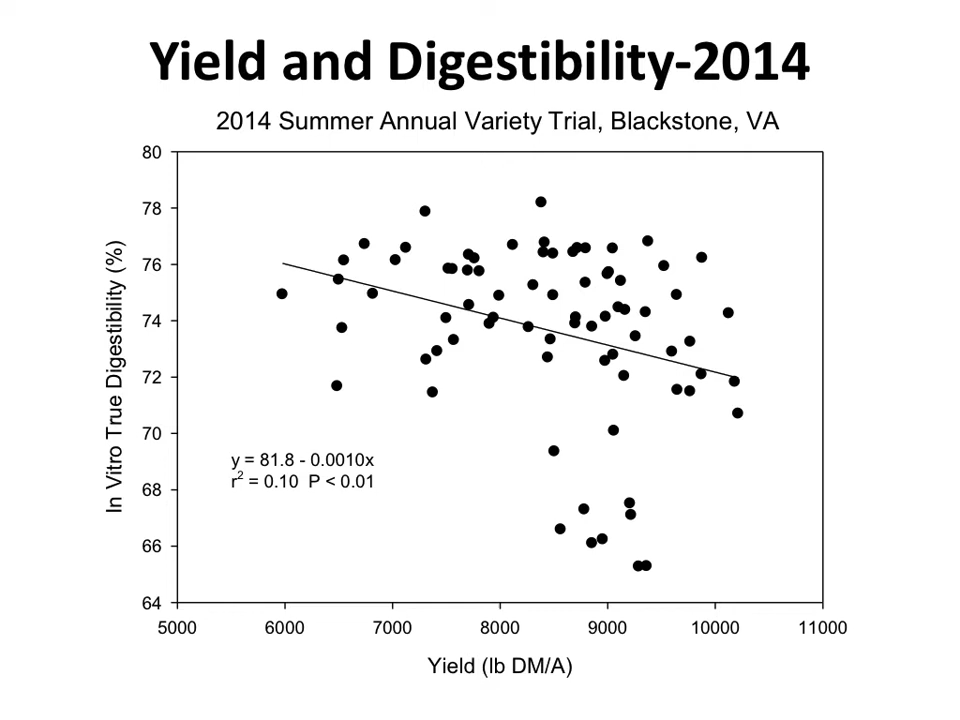 Yield and Digestibility-2014
2014 Summer Annual Variety Trial, Blackstone, VA
80
78
76
74
72
70
68
66
64
In Vitro True Digestibility (%)
y = 81.8 - 0.0010x
r² = 0.10 P < 0.01
5000 6000 7000 8000 9000 10000 11000
Yield (lb DM/A)